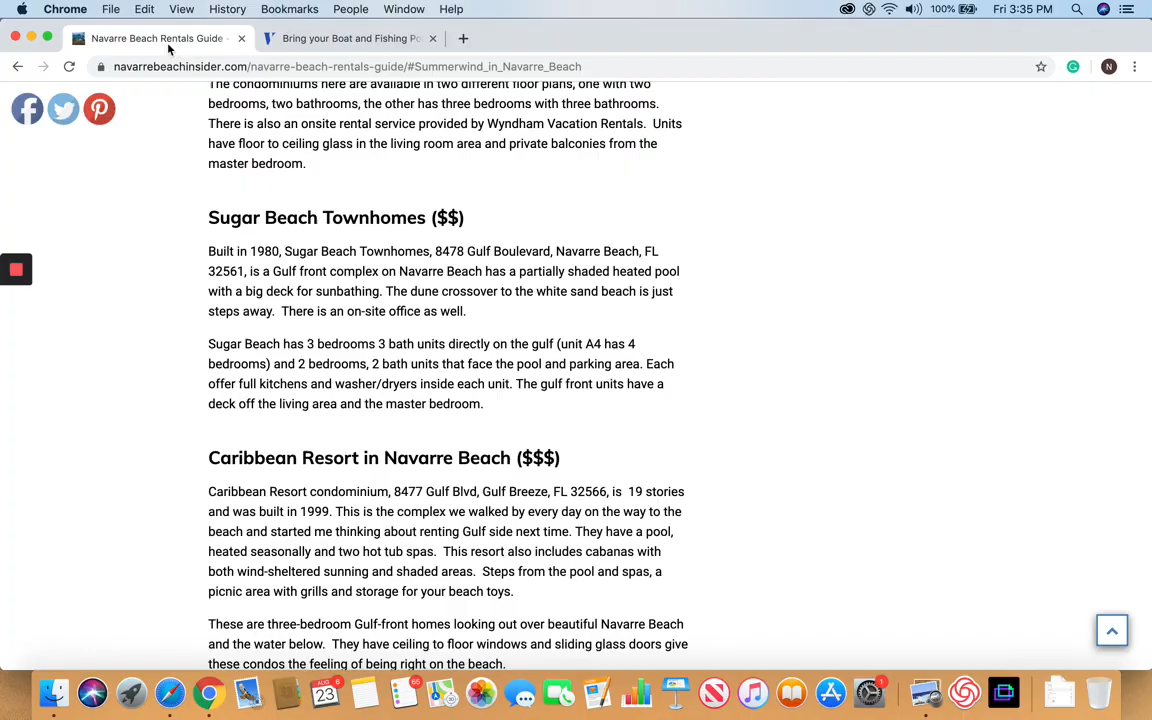 Chrome File Edit View History Bookmarks People Window Help 100% Fri 3:35 PM
Navarre Beach Rentals Guide - Bring your Boat and Fishing Po
navarrebeachinsider.com/navarre-beach-rentals-guide/#Summerwind_in_Navarre_Beach N
The condominiums here are available in two different floor plans, one with two
bedrooms, two bathrooms, the other has three bedrooms with three bathrooms.
There is also an onsite rental service provided by Wyndham Vacation Rentals. Units
have floor to ceiling glass in the living room area and private balconies from the
master bedroom.
Sugar Beach Townhomes ($$)
Built in 1980, Sugar Beach Townhomes, 8478 Gulf Boulevard, Navarre Beach, FL
32561, is a Gulf front complex on Navarre Beach has a partially shaded heated pool
with a big deck for sunbathing. The dune crossover to the white sand beach is just
steps away. There is an on-site office as well.
Sugar Beach has 3 bedrooms 3 bath units directly on the gulf (unit A4 has 4
bedrooms) and 2 bedrooms, 2 bath units that face the pool and parking area. Each
offer full kitchens and washer/dryers inside each unit. The gulf front units have a
deck off the living area and the master bedroom.
Caribbean Resort in Navarre Beach ($$$)
Caribbean Resort condominium, 8477 Gulf Blvd, Gulf Breeze, FL 32566, is 19 stories
and was built in 1999. This is the complex we walked by every day on the way to the
beach and started me thinking about renting Gulf side next time. They have a pool,
heated seasonally and two hot tub spas. This resort also includes cabanas with
both wind-sheltered sunning and shaded areas. Steps from the pool and spas, a
picnic area with grills and storage for your beach toys.
These are three-bedroom Gulf-front homes looking out over beautiful Navarre Beach
and the water below. They have ceiling to floor windows and sliding glass doors give
these condos the feeling of being right on the beach.
6 23 65 1